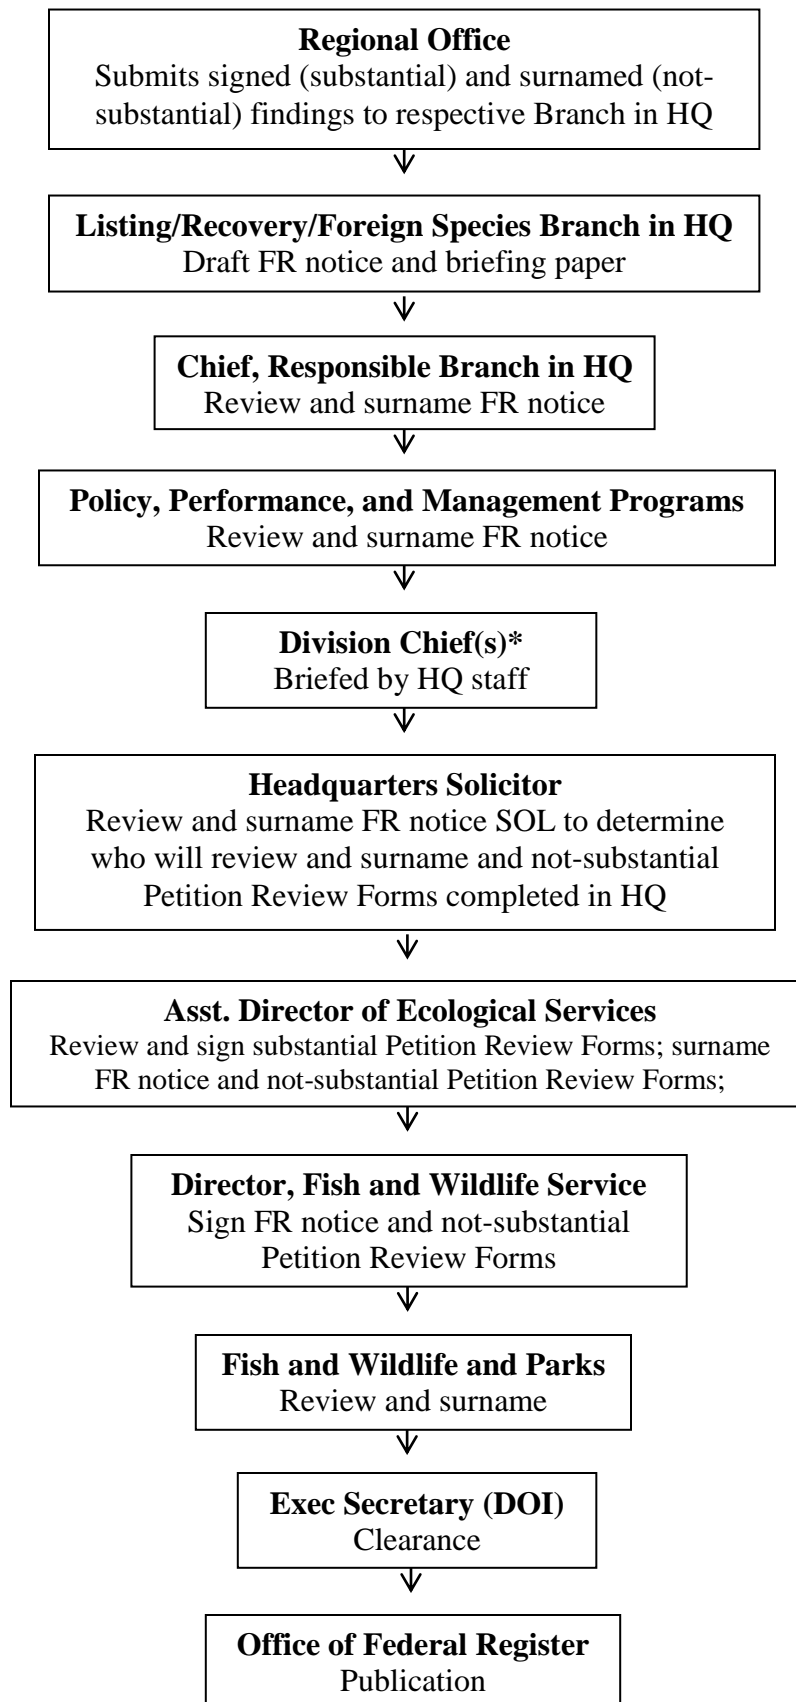 Regional Office
Submits signed (substantial) and surnamed (not-
substantial) findings to respective Branch in HQ
Listing/Recovery/Foreign Species Branch in HQ
Draft FR notice and briefing paper
Chief, Responsible Branch in HQ
Review and surname FR notice
Policy, Performance, and Management Programs
Review and surname FR notice
Division Chief(s)*
Briefed by HQ staff
Headquarters Solicitor
Review and surname FR notice SOL to determine
who will review and surname and not-substantial
Petition Review Forms completed in HQ
Asst. Director of Ecological Services
Review and sign substantial Petition Review Forms; surname
FR notice and not-substantial Petition Review Forms;
Director, Fish and Wildlife Service
Sign FR notice and not-substantial
Petition Review Forms
Fish and Wildlife and Parks
Review and surname
Exec Secretary (DOI)
Clearance
Office of Federal Register
Publication